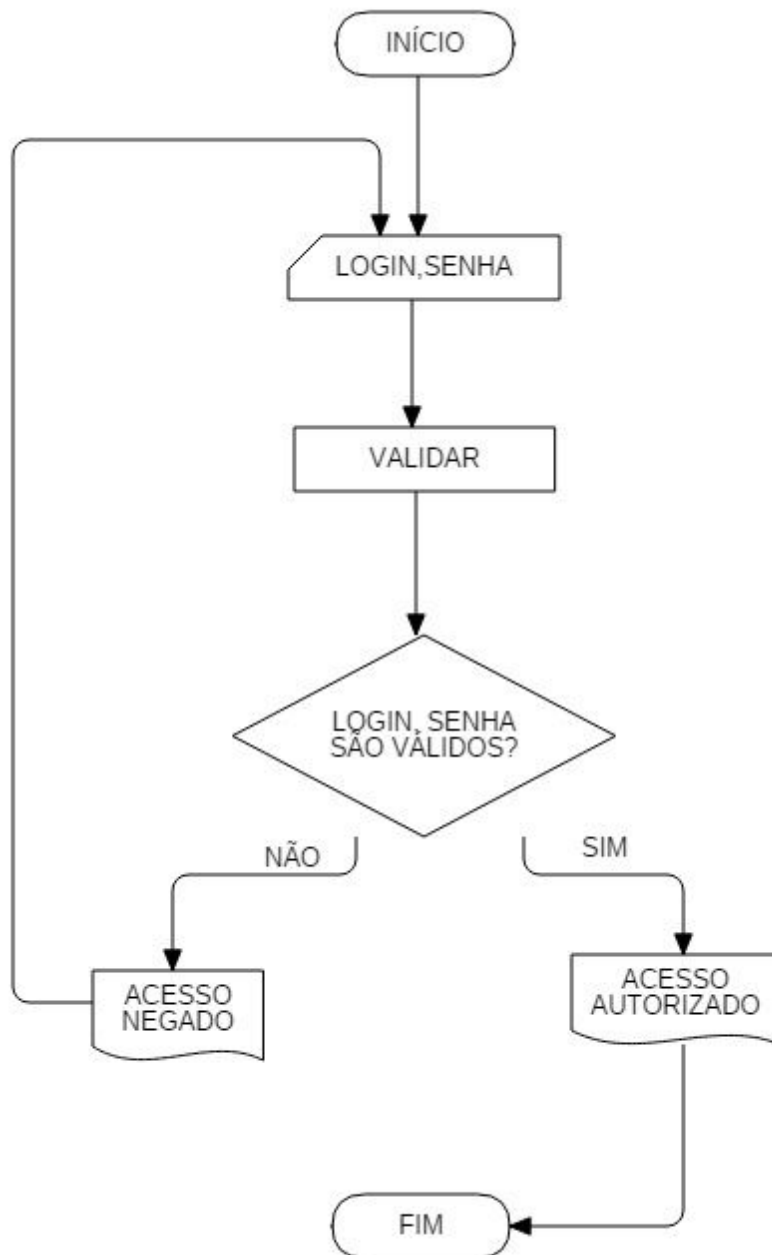 INÍCIO
LOGIN,SENHA
VALIDAR
LOGIN, SENHA
SÃO VÁLIDOS?
NÃO
SIM
ACESSO
NEGADO
ACESSO
AUTORIZADO
FIM